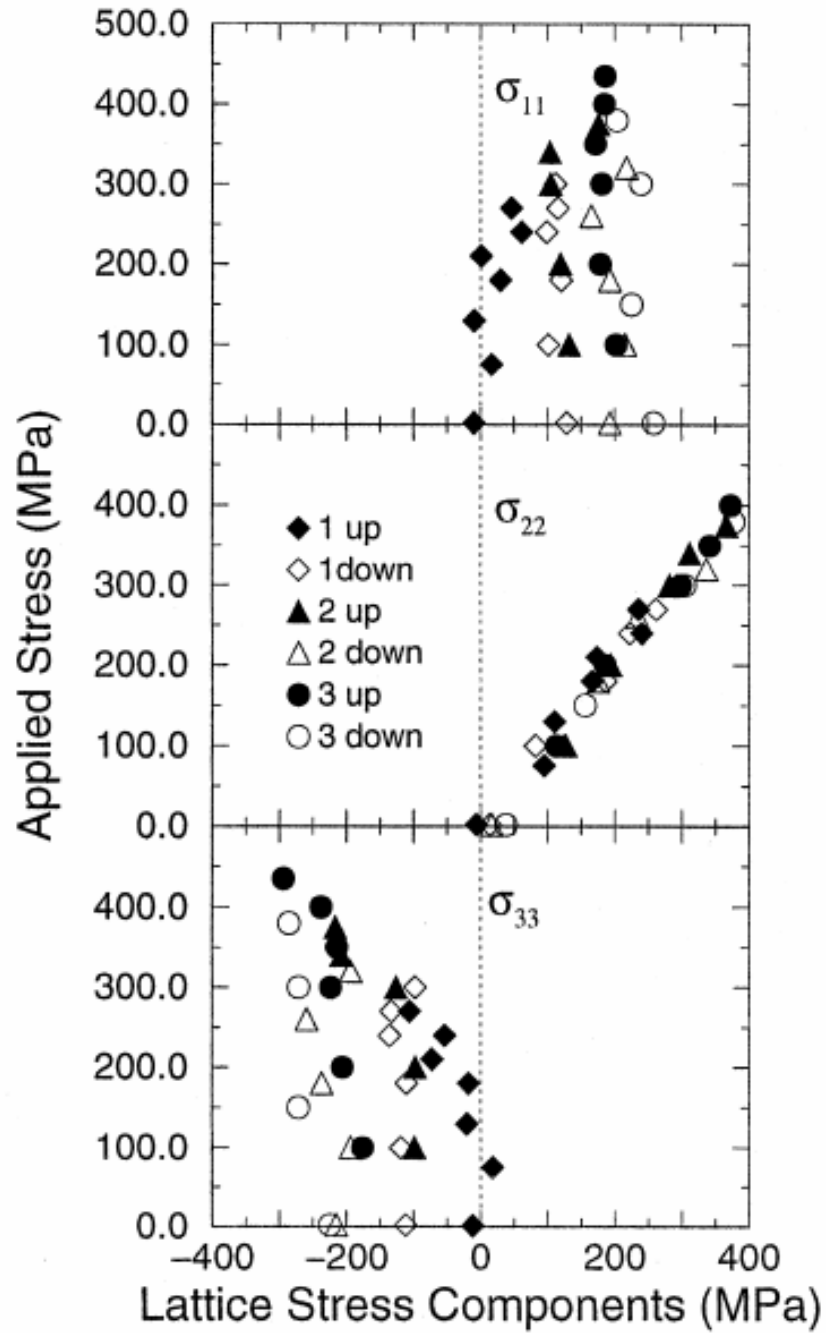 500.0
400.0
300.0
200.0
100.0
0.0
σ11
400.0
300.0
200.0
100.0
0.0
σ22
1 up
1down
2 up
2 down
3 up
3 down
400.0
300.0
200.0
100.0
0.0
σ33
−400 −200 0 200 400
Applied Stress (MPa)
Lattice Stress Components (MPa)